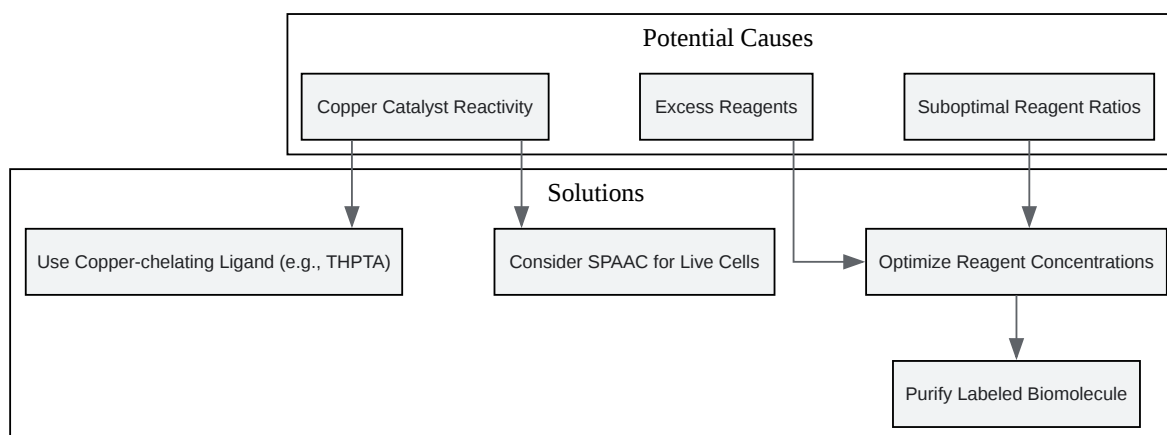 Potential Causes
Copper Catalyst Reactivity
Excess Reagents
Suboptimal Reagent Ratios
Solutions
Use Copper-chelating Ligand (e.g., THPTA)
Consider SPAAC for Live Cells
Optimize Reagent Concentrations
Purify Labeled Biomolecule